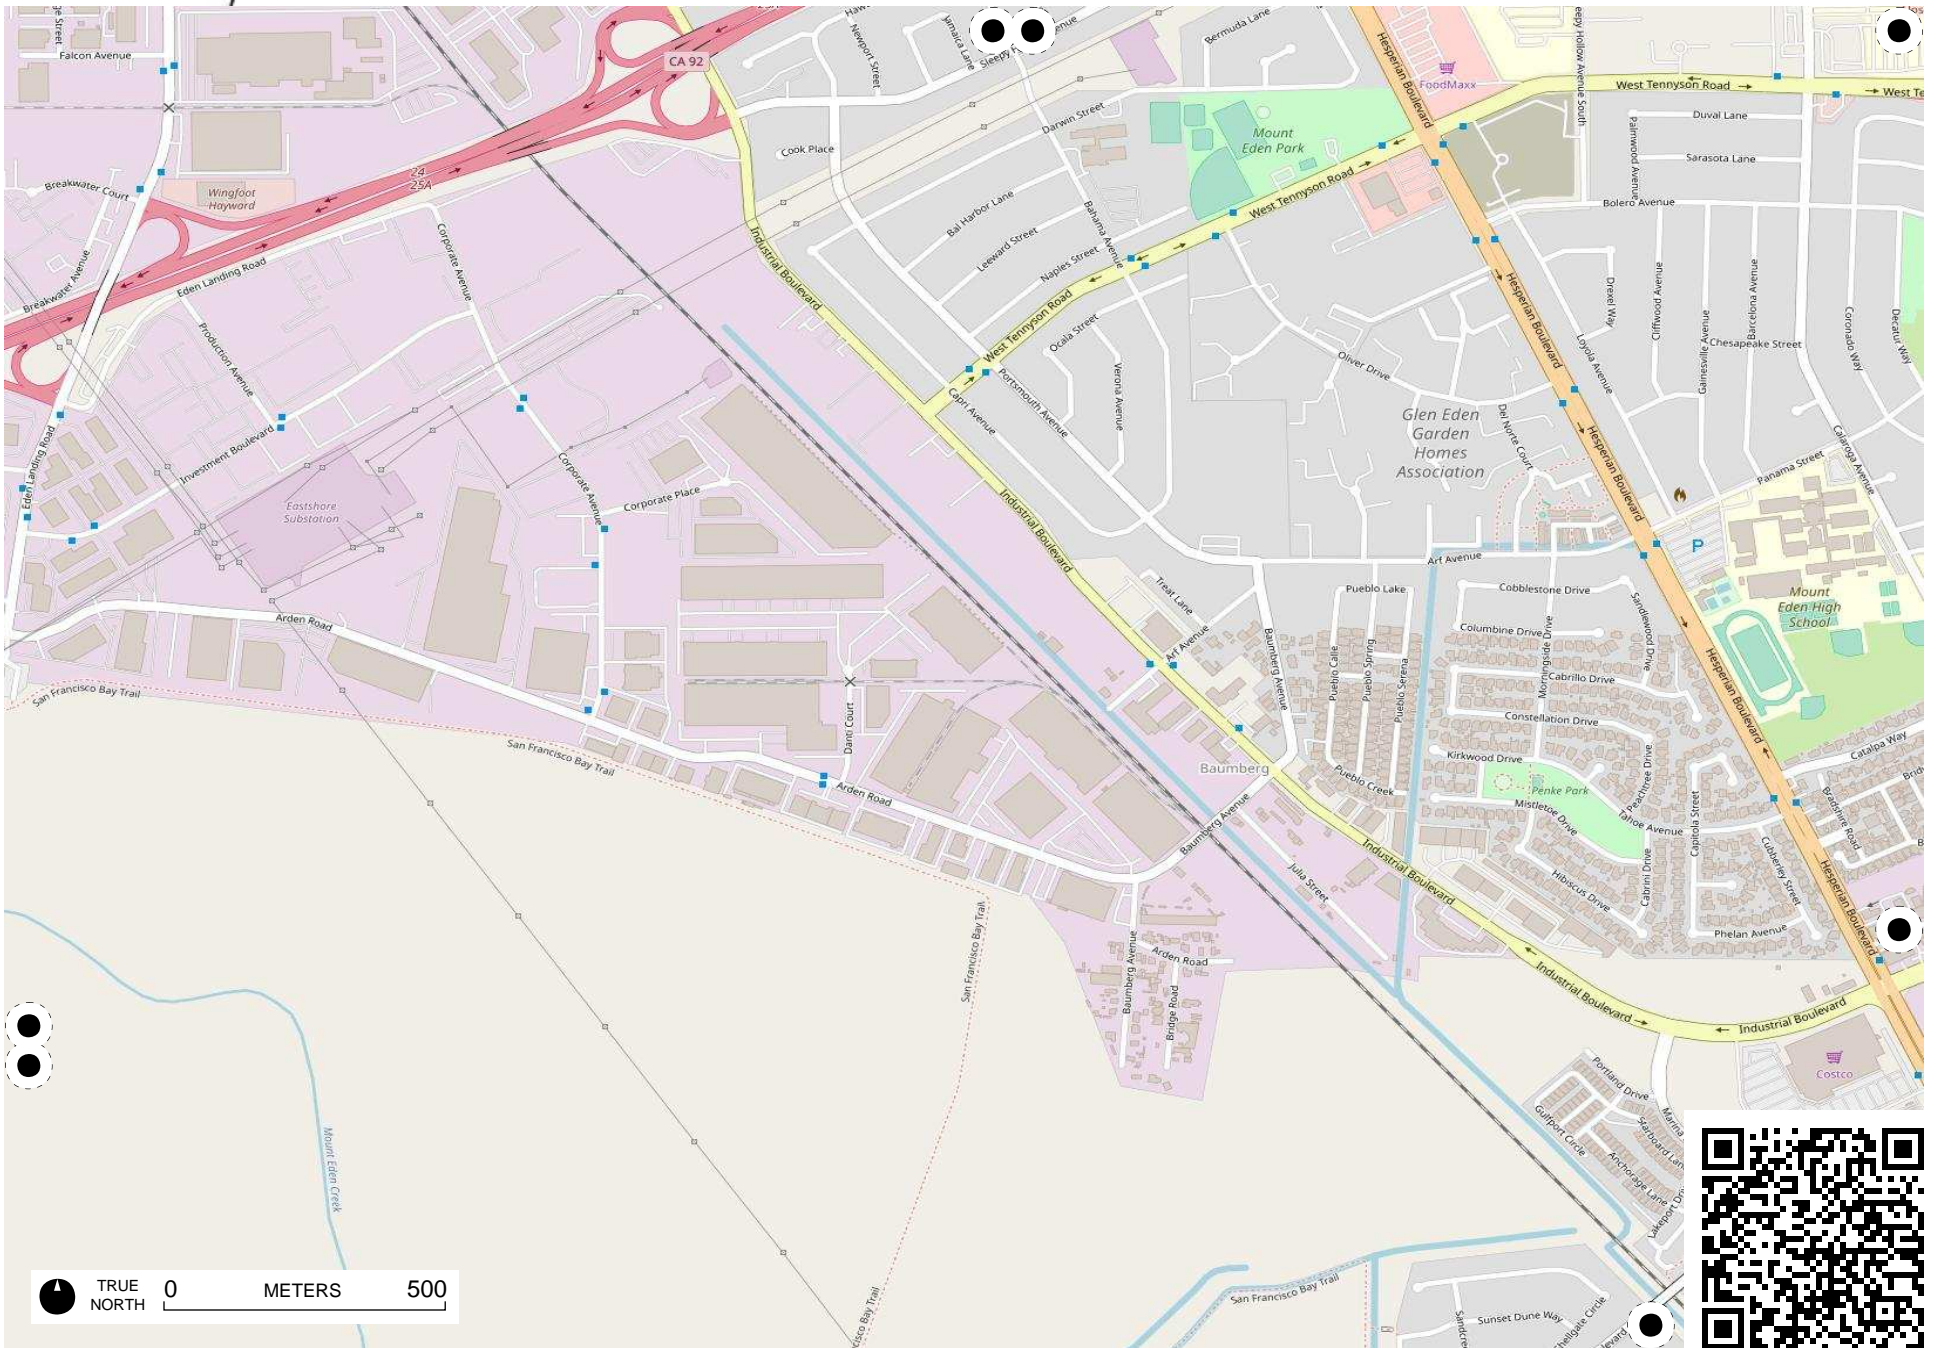 Falcon Avenue
Newport Street
Jamaica Lane
Bermuda Lane
Hesperian Boulevard
CA 92
FoodMaxx
West Tennyson Road
Duval Lane
Darwin Street
Mount
Eden Park
Palmwood Avenue
Cook Place
Sarasota Lane
24
25A
Breakwater Court
Wingfoot
Hayward
West Tennyson Road
Bolero Avenue
Bal Harbor Lane
Bahama Avenue
Corporate Avenue
Leeward Street
Industrial Boulevard
Naples Street
Eden Landing Road
Breakwater Avenue
Drexel Way
Cliffwood Avenue
Gainesville Avenue
Barcelona Avenue
Hesperian Boulevard
West Tennyson Road
Ocala Street
Production Avenue
Loyola Avenue
Chesapeake Street
Coronado Way
Decatur Way
Oliver Drive
Verona Avenue
Portsmouth Avenue
Capri Avenue
Glen Eden
Garden
Homes
Association
Del Norte Court
Hesperian Boulevard
Calaroga Avenue
Investment Boulevard
Eden Landing Road
Panama Street
Corporate Avenue
Corporate Place
Eastshore
Substation
Industrial Boulevard
P
Arf Avenue
Treat Lane
Pueblo Lake
Cobblestone Drive
Mount
Eden High
School
Sandlewood Drive
Arden Road
Columbine Drive
Arf Avenue
Baumberg Avenue
Pueblo Calle
Pueblo Spring
Pueblo Serena
Morningside Drive
Cabrillo Drive
Hesperian Boulevard
San Francisco Bay Trail
Constellation Drive
Danti Court
San Francisco Bay Trail
Kirkwood Drive
Catalpa Way
Baumberg
Pueblo Creek
Penke Park
Peachtree Drive
Arden Road
Mistletoe Drive
Tahoe Avenue
Capitola Street
Bradshire Road
Baumberg Avenue
Industrial Boulevard
Julia Street
Hibiscus Drive
Cabrini Drive
Cubberley Street
Hesperian Boulevard
San Francisco Bay Trail
Phelan Avenue
Baumberg Avenue
Arden Road
Bridge Road
Industrial Boulevard
Industrial Boulevard
Costco
Portland Drive
Gulfport Circle
Anchorage Lane
Mount Eden Creek
San Francisco Bay Trail
Sunset Dune Way
TRUE
NORTH
0 METERS 500